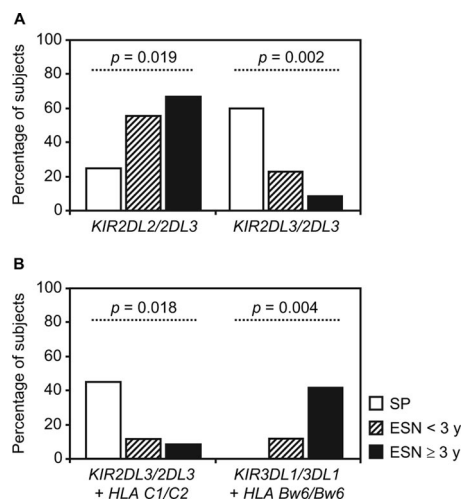 A
Percentage of subjects
100
80
60
40
20
0
p = 0.019
p = 0.002
KIR2DL2/2DL3
KIR2DL3/2DL3
B
Percentage of subjects
100
80
60
40
20
0
p = 0.018
p = 0.004
KIR2DL3/2DL3
+ HLA C1/C2
KIR3DL1/3DL1
+ HLA Bw6/Bw6
SP
ESN < 3 y
ESN ≥ 3 y